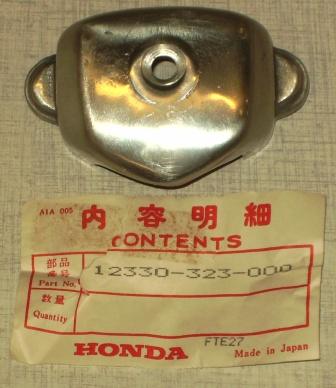 A1A 005
内容明細
CONTENTS
部品番号 Part No. 12330-323-000
数量 Quantity
FTE27
HONDA Made in Japan